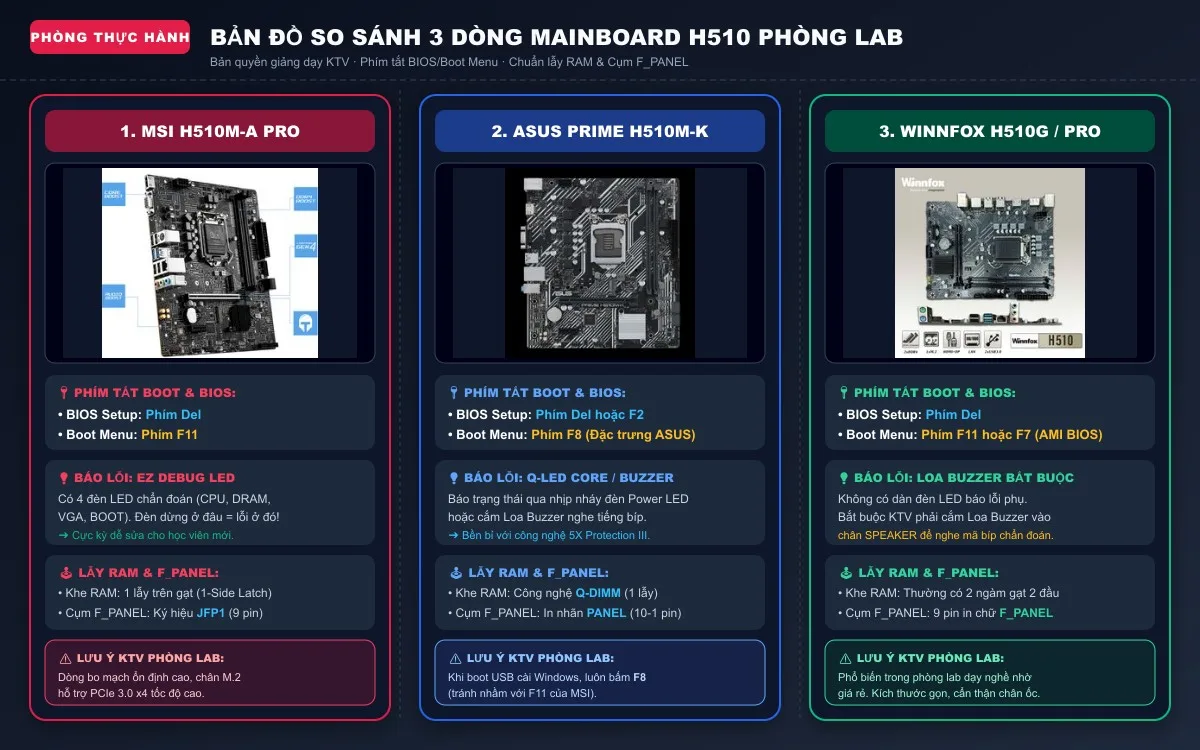 PHÒNG THỰC HÀNH
BẢN ĐỒ SO SÁNH 3 DÒNG MAINBOARD H510 PHÒNG LAB
Bản quyền giảng dạy KTV · Phím tắt BIOS/Boot Menu · Chuẩn lẫy RAM & Cụm F_PANEL
1. MSI H510M-A PRO
PHÍM TẮT BOOT & BIOS:
• BIOS Setup: Phím Del
• Boot Menu: Phím F11
BÁO LỖI: EZ DEBUG LED
Có 4 đèn LED chẩn đoán (CPU, DRAM,
VGA, BOOT). Đèn dừng ở đâu = lỗi ở đó!
➔ Cực kỳ dễ sửa cho học viên mới.
LẪY RAM & F_PANEL:
• Khe RAM: 1 lẫy trên gạt (1-Side Latch)
• Cụm F_PANEL: Ký hiệu JFP1 (9 pin)
⚠ LƯU Ý KTV PHÒNG LAB:
Dòng bo mạch ổn định cao, chân M.2
hỗ trợ PCIe 3.0 x4 tốc độ cao.
2. ASUS PRIME H510M-K
PHÍM TẮT BOOT & BIOS:
• BIOS Setup: Phím Del hoặc F2
• Boot Menu: Phím F8 (Đặc trưng ASUS)
BÁO LỖI: Q-LED CORE / BUZZER
Báo trạng thái qua nhịp nháy đèn Power LED
hoặc cắm Loa Buzzer nghe tiếng bíp.
➔ Bền bỉ với công nghệ 5X Protection III.
LẪY RAM & F_PANEL:
• Khe RAM: Công nghệ Q-DIMM (1 lẫy)
• Cụm F_PANEL: In nhãn PANEL (10-1 pin)
⚠ LƯU Ý KTV PHÒNG LAB:
Khi boot USB cài Windows, luôn bấm F8
(tránh nhầm với F11 của MSI).
3. WINNFOX H510G / PRO
Winnfox
Winnfox H510
PHÍM TẮT BOOT & BIOS:
• BIOS Setup: Phím Del
• Boot Menu: Phím F11 hoặc F7 (AMI BIOS)
BÁO LỖI: LOA BUZZER BẮT BUỘC
Không có dàn đèn LED báo lỗi phụ.
Bắt buộc KTV phải cắm Loa Buzzer vào
chân SPEAKER để nghe mã bíp chẩn đoán.
LẪY RAM & F_PANEL:
• Khe RAM: Thường có 2 ngàm gạt 2 đầu
• Cụm F_PANEL: 9 pin in chữ F_PANEL
⚠ LƯU Ý KTV PHÒNG LAB:
Phổ biến trong phòng lab dạy nghề nhờ
giá rẻ. Kích thước gọn, cẩn thận chân ốc.